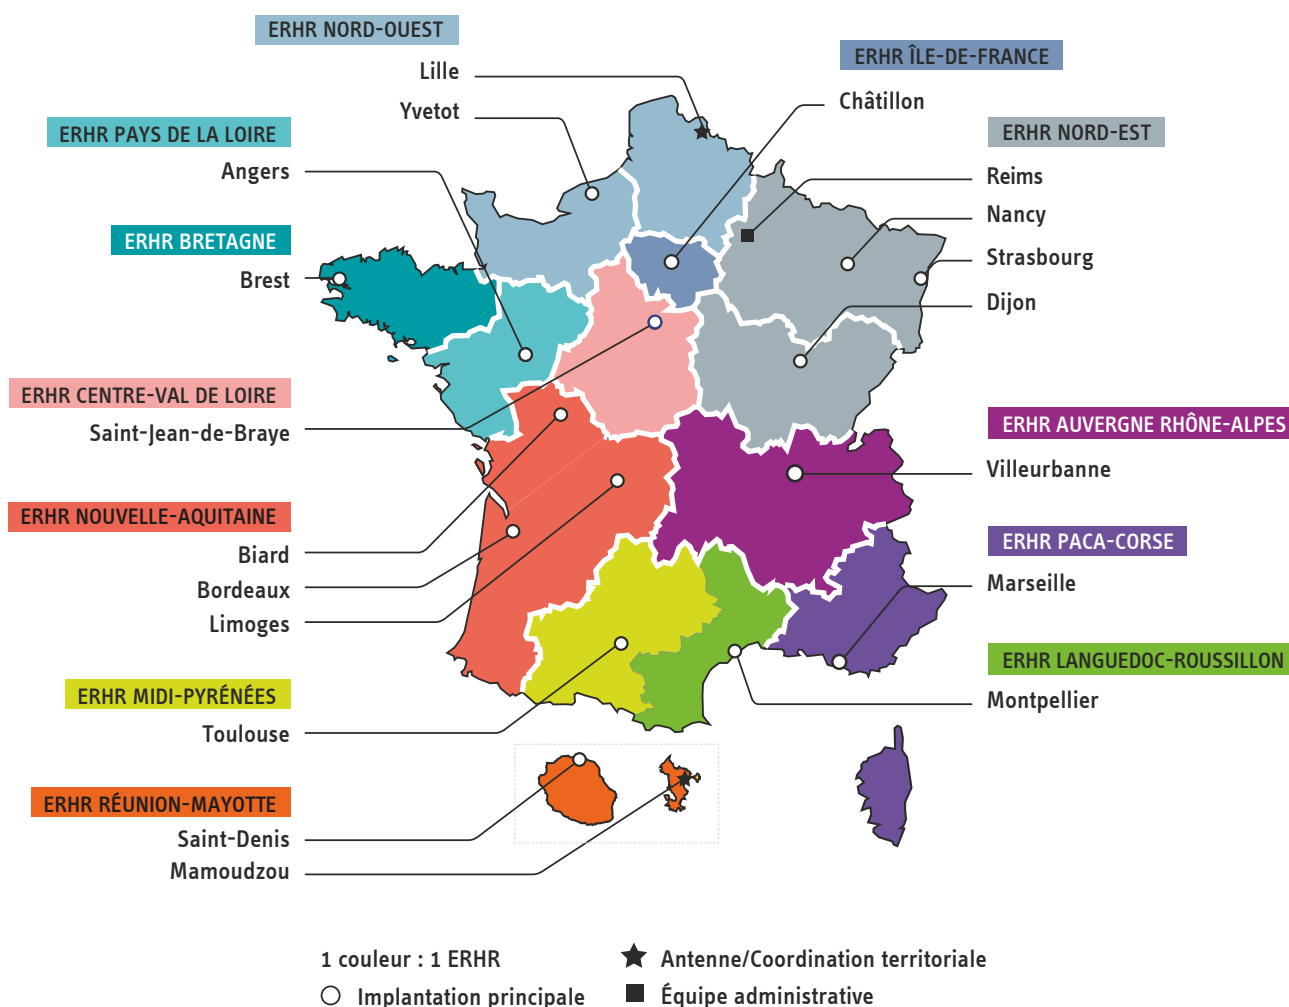 ERHR NORD-OUEST
Lille
Yvetot
ERHR PAYS DE LA LOIRE
Angers
ERHR BRETAGNE
Brest
ERHR CENTRE-VAL DE LOIRE
Saint-Jean-de-Braye
ERHR NOUVELLE-AQUITAINE
Biard
Bordeaux
Limoges
ERHR MIDI-PYRÉNÉES
Toulouse
ERHR RÉUNION-MAYOTTE
Saint-Denis
Mamoudzou
ERHR ÎLE-DE-FRANCE
Châtillon
ERHR NORD-EST
Reims
Nancy
Strasbourg
Dijon
ERHR AUVERGNE RHÔNE-ALPES
Villeurbanne
ERHR PACA-CORSE
Marseille
ERHR LANGUEDOC-ROUSSILLON
Montpellier
1 couleur : 1 ERHR
Implantation principale
Antenne/Coordination territoriale
Équipe administrative